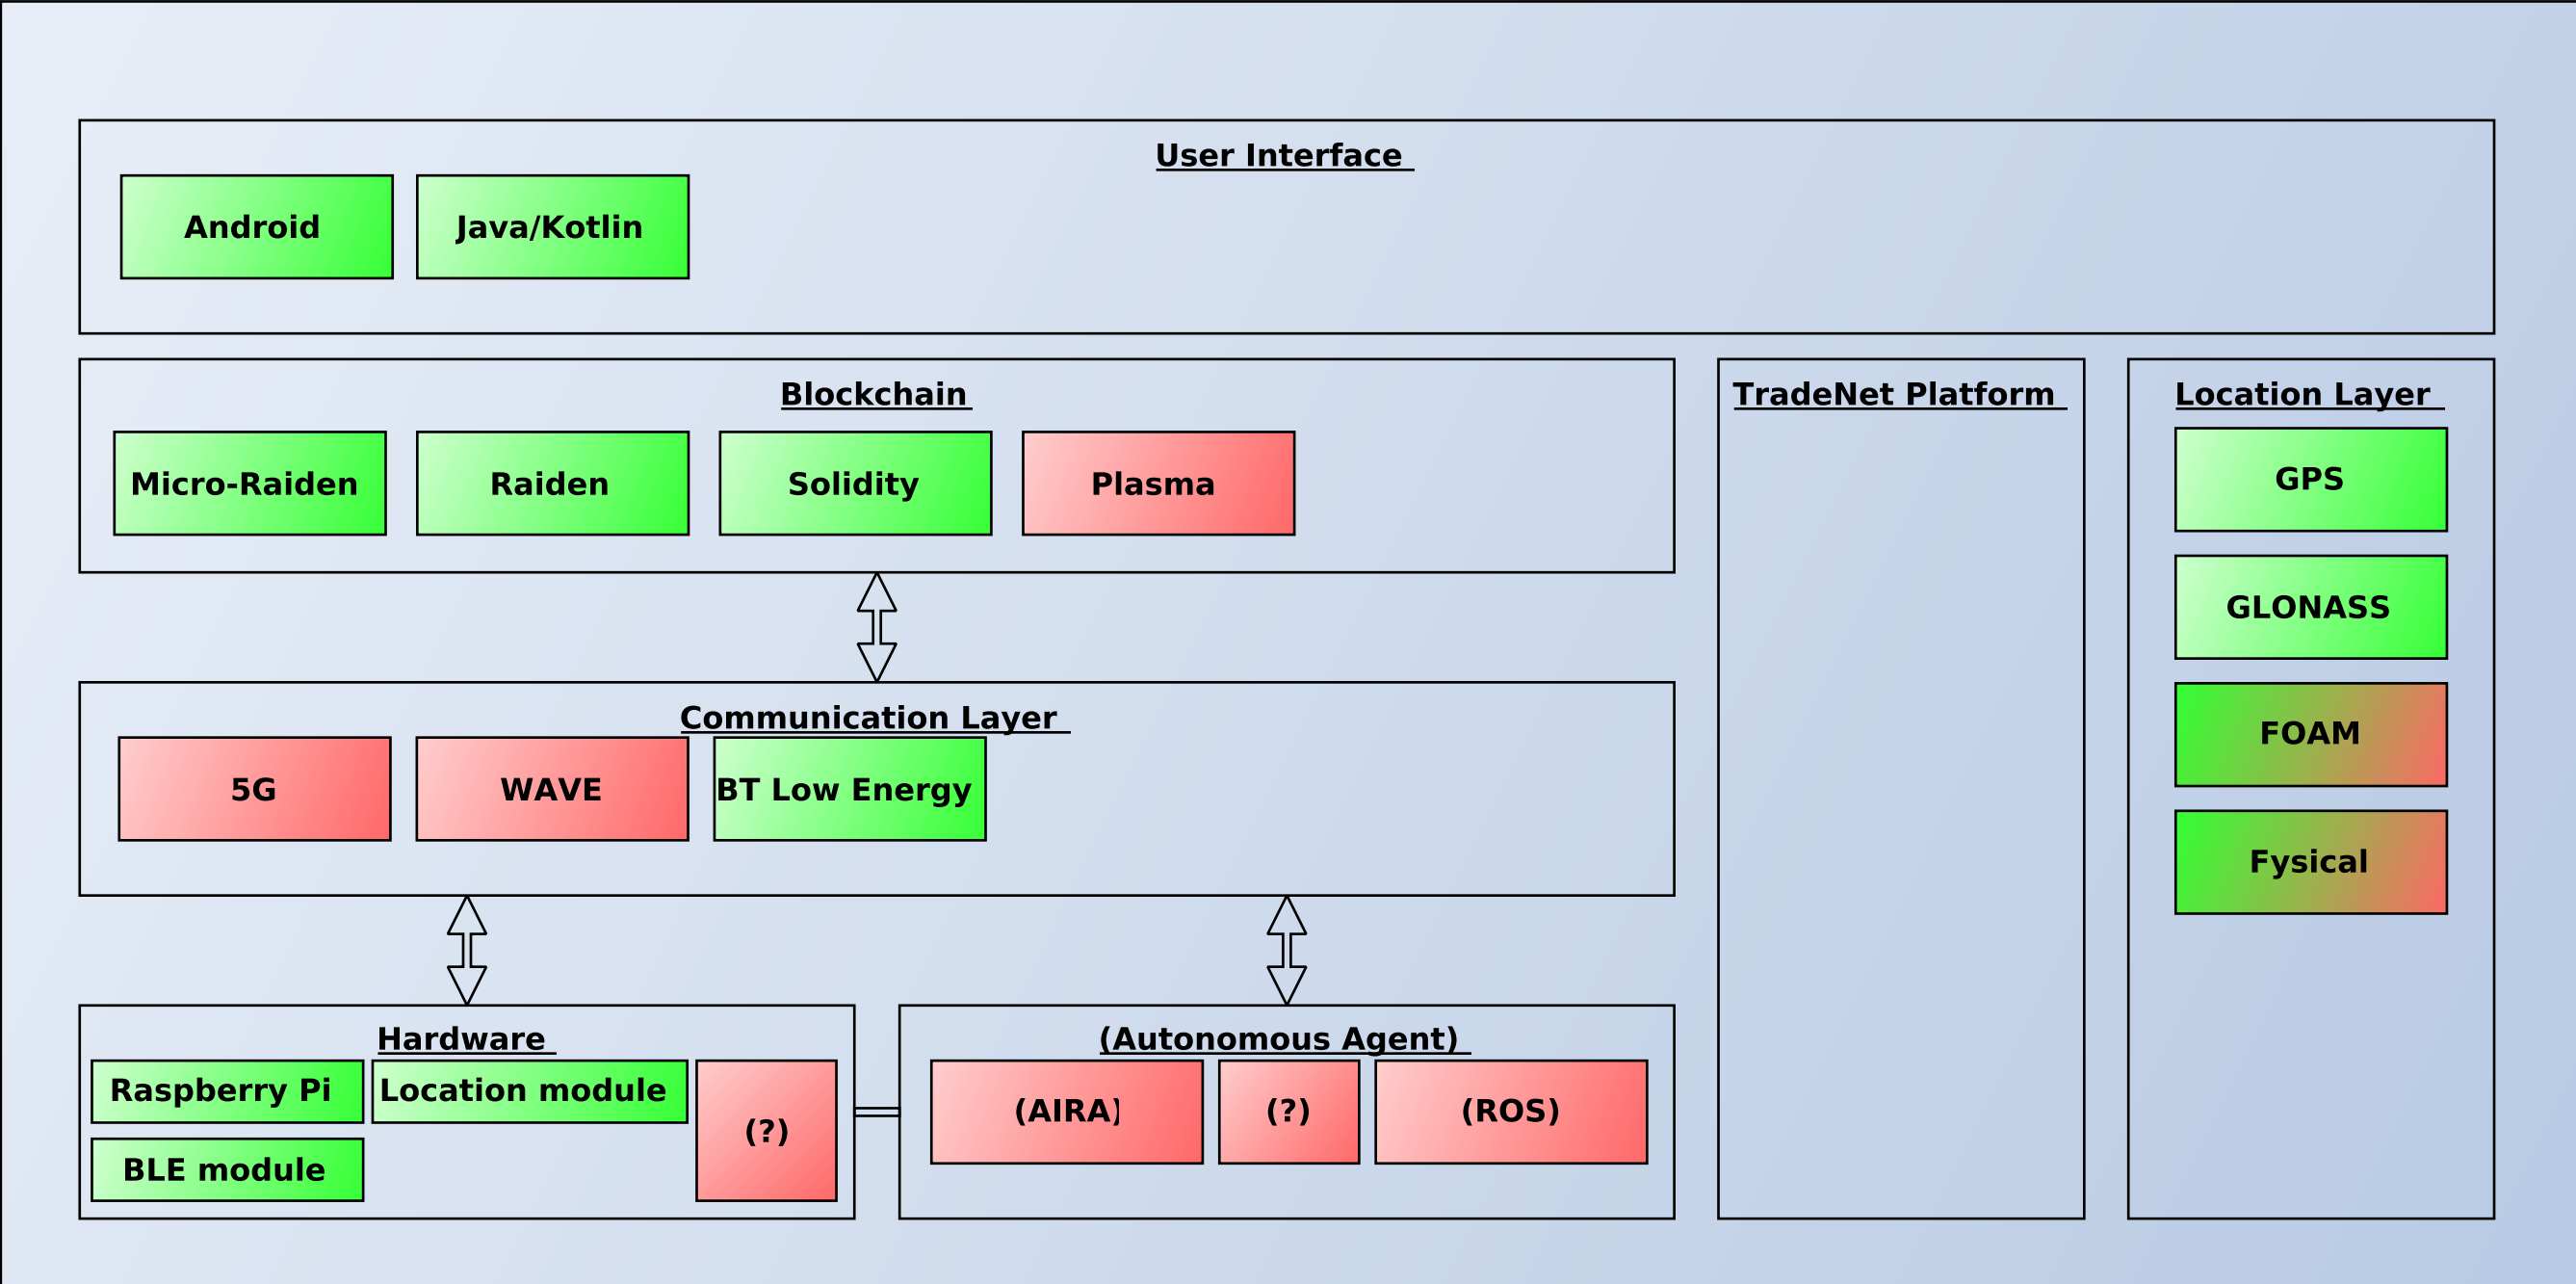 User Interface
Android
Java/Kotlin
Blockchain
Micro-Raiden
Raiden
Solidity
Plasma
TradeNet Platform
Location Layer
GPS
GLONASS
FOAM
Fysical
Communication Layer
5G
WAVE
BT Low Energy
Hardware
Raspberry Pi
Location module
(?)
BLE module
(Autonomous Agent)
(AIRA)
(?)
(ROS)